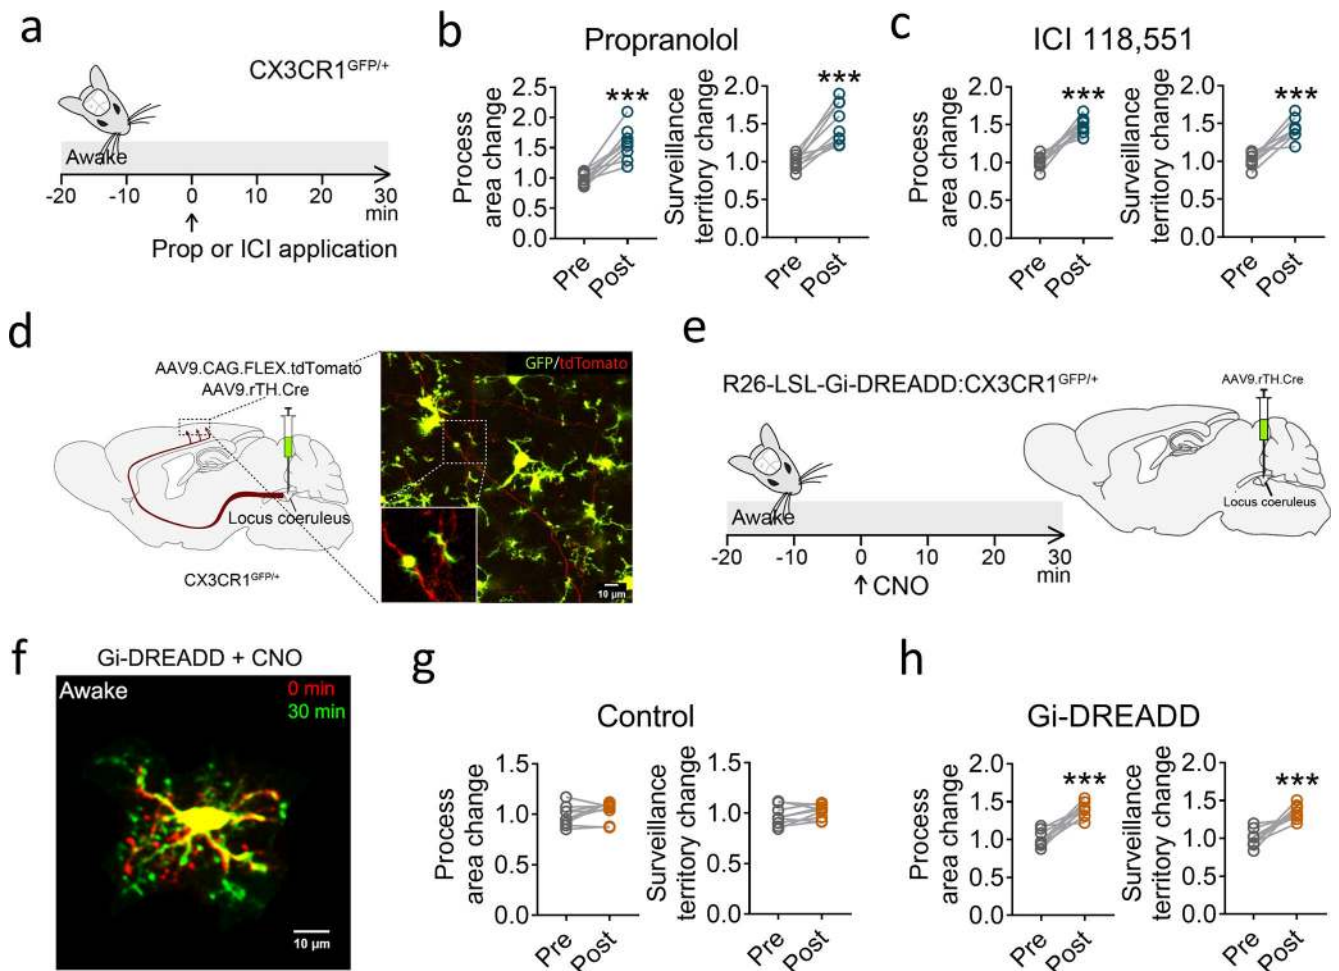 a
CX3CR1GFP/+
Awake
-20 -10 0 10 20 30
min
Prop or ICI application
b
Propranolol
Process
area change
2.5
2.0
1.5
1.0
0.5
0.0
***
Pre Post
Surveillance
territory change
2.0
1.5
1.0
0.5
0.0
***
Pre Post
c
ICI 118,551
Process
area change
2.0
1.5
1.0
0.5
0.0
***
Pre Post
Surveillance
territory change
2.0
1.5
1.0
0.5
0.0
***
Pre Post
d
AAV9.CAG.FLEX.tdTomato
AAV9.rTH.Cre
Locus coeruleus
CX3CR1GFP/+
GFP/tdTomato
10 µm
e
R26-LSL-Gi-DREADD:CX3CR1GFP/+
AAV9.rTH.Cre
Locus coeruleus
Awake
-20 -10 0 10 20 30
min
CNO
f
Gi-DREADD + CNO
Awake
0 min
30 min
10 µm
g
Control
Process
area change
1.5
1.0
0.5
0.0
Pre Post
Surveillance
territory change
1.5
1.0
0.5
0.0
Pre Post
h
Gi-DREADD
Process
area change
2.0
1.5
1.0
0.5
0.0
***
Pre Post
Surveillance
territory change
2.0
1.5
1.0
0.5
0.0
***
Pre Post